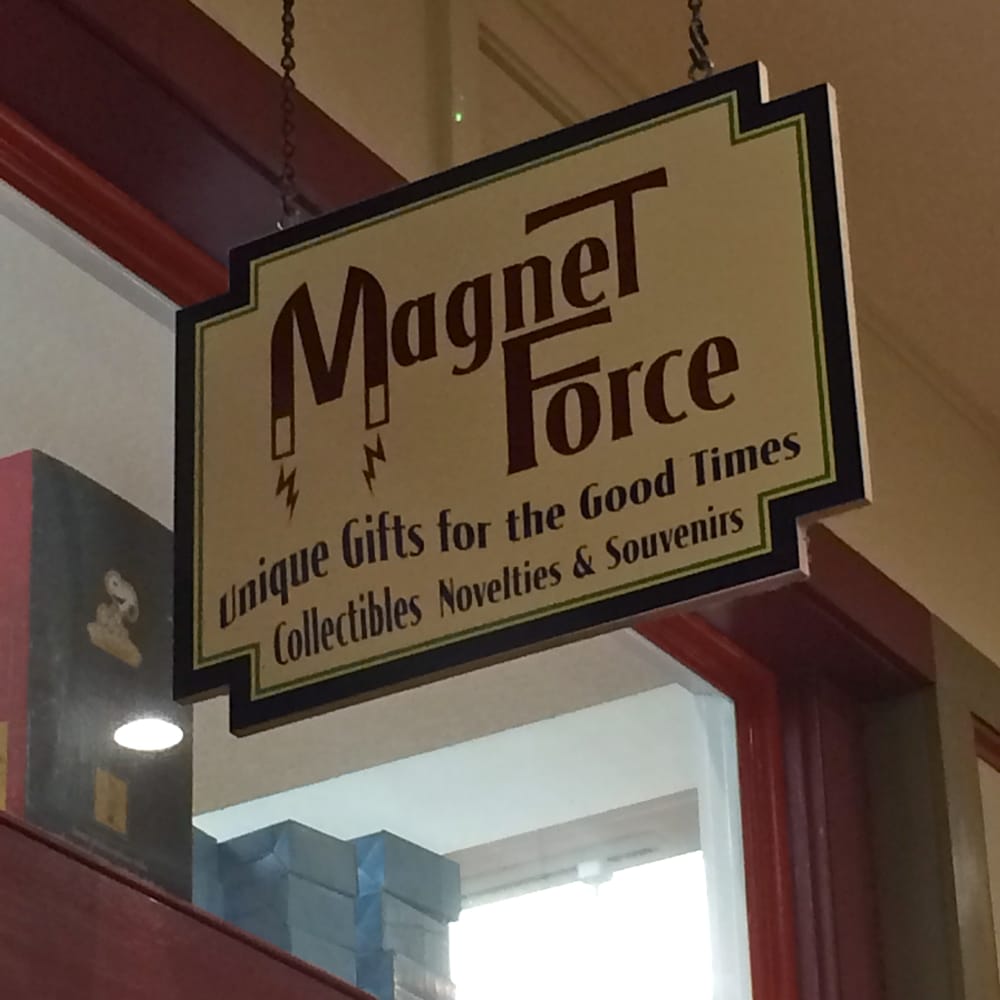 Magnet
Force
Unique Gifts for the Good Times
Collectibles Novelties & Souvenirs